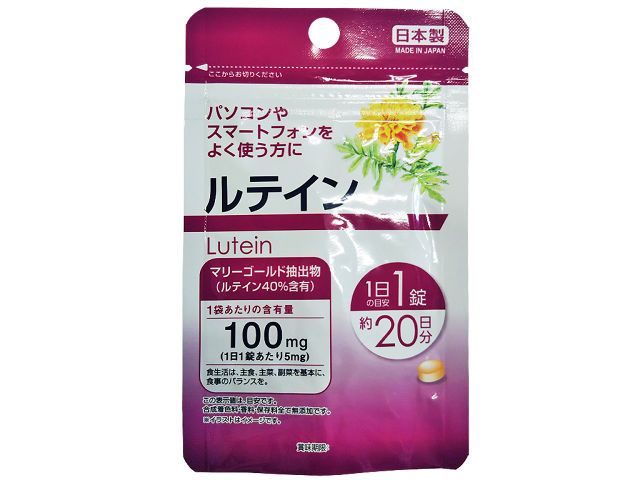 日本製
MADE IN JAPAN
ここからお切りください
パソコンや
スマートフォンを
よく使う方に
ルテイン
Lutein
マリーゴールド抽出物
(ルテイン40%含有)
1袋あたりの含有量
100mg
(1日1錠あたり5mg)
1日の目安1錠
約20日分
食生活は、主食、主菜、副菜を基本に、
食事のバランスを。
この表示値は、目安です。
合成着色料・香料・保存料全て無添加です。
※イラストはイメージです。
賞味期限: